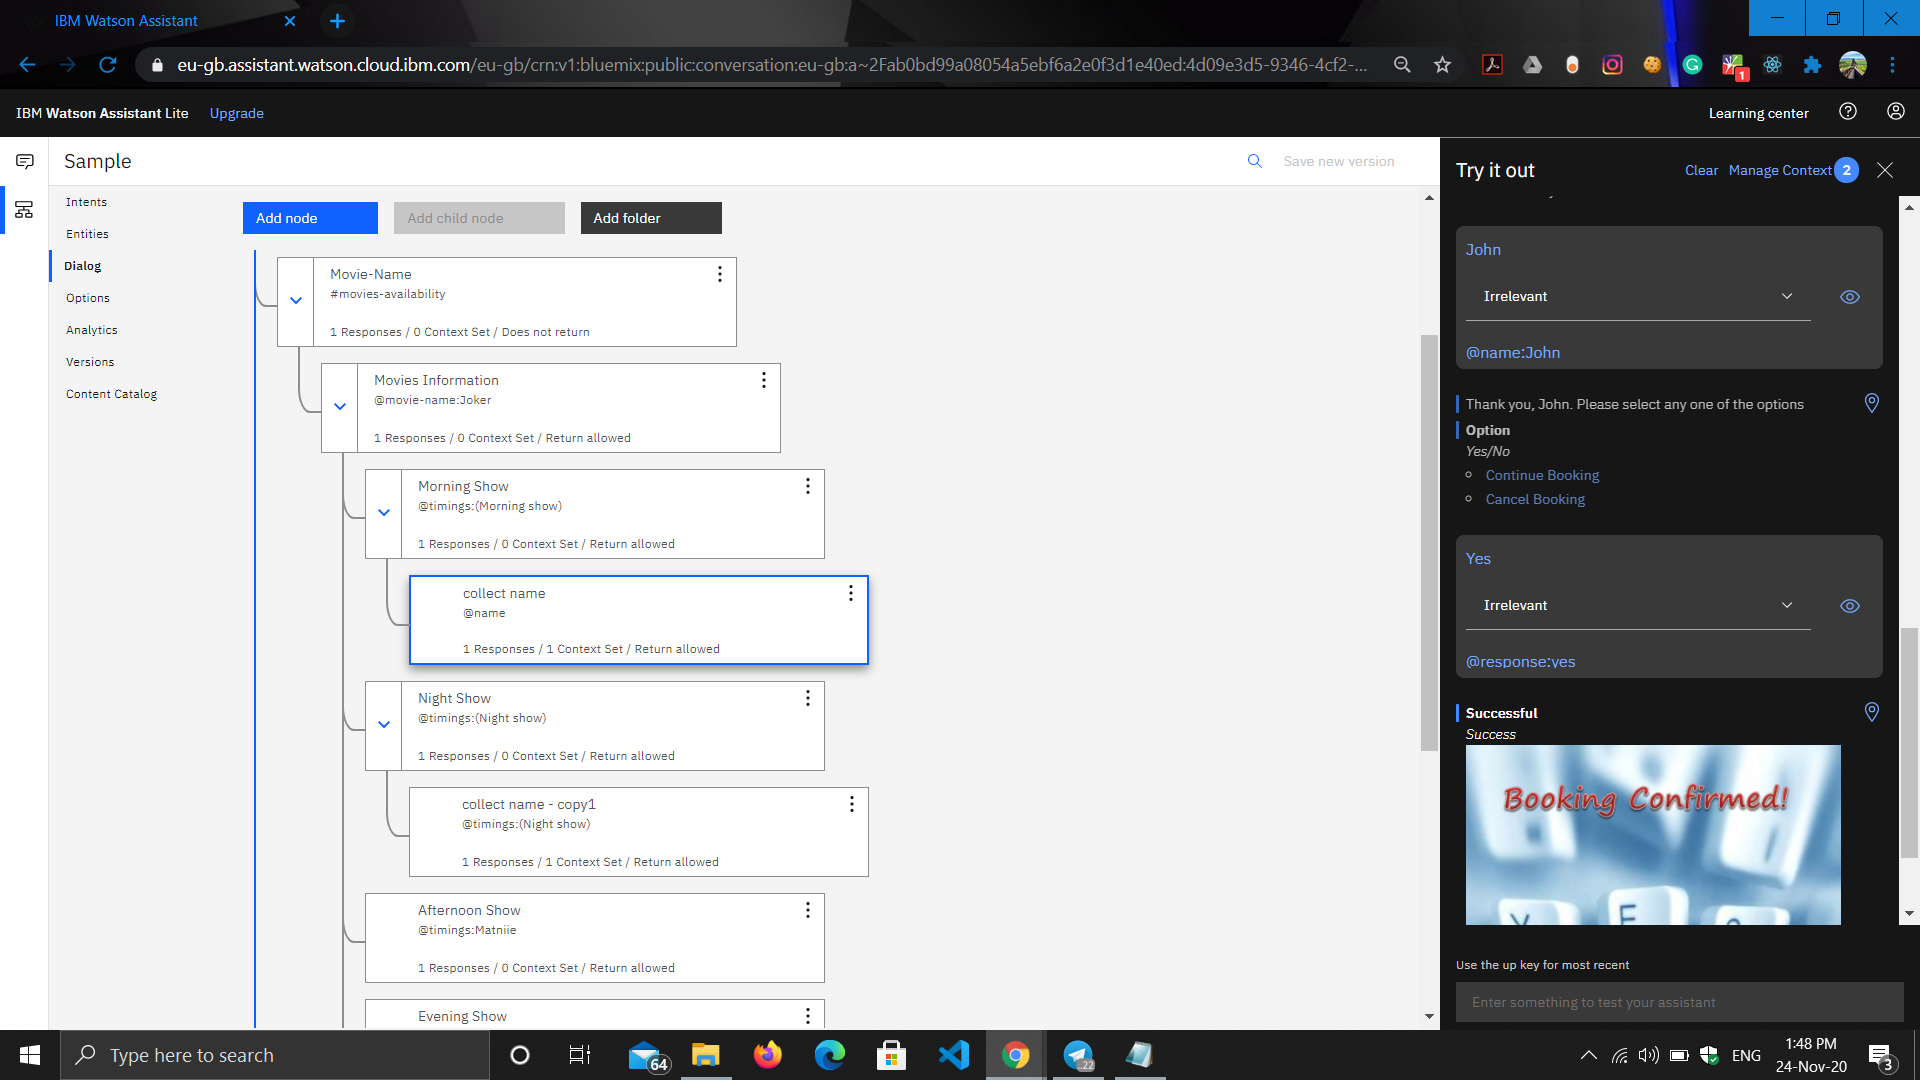 IBM Watson Assistant
eu-gb.assistant.watson.cloud.ibm.com/eu-gb/crn:v1:bluemix:public:conversation:eu-gb:a~2Fab0bd99a08054a5ebf6a2e0f3d1e40ed:4d09e3d5-9346-4cf2-...
1
IBM Watson Assistant Lite Upgrade
Learning center
Sample
Save new version
Intents
Entities
Dialog
Options
Analytics
Versions
Content Catalog
Add node Add child node Add folder
Movie-Name
#movies-availability
1 Responses / 0 Context Set / Does not return
Movies Information
@movie-name:Joker
1 Responses / 0 Context Set / Return allowed
Morning Show
@timings:(Morning show)
1 Responses / 0 Context Set / Return allowed
collect name
@name
1 Responses / 1 Context Set / Return allowed
Night Show
@timings:(Night show)
1 Responses / 0 Context Set / Return allowed
collect name - copy1
@timings:(Night show)
1 Responses / 1 Context Set / Return allowed
Afternoon Show
@timings:Matniie
1 Responses / 0 Context Set / Return allowed
Evening Show
Try it out
Clear Manage Context 2
John
Irrelevant
@name:John
Thank you, John. Please select any one of the options
Option
Yes/No
Continue Booking
Cancel Booking
Yes
Irrelevant
@response:yes
Successful
Success
Booking Confirmed!
Y E
Use the up key for most recent
Enter something to test your assistant
Type here to search
64
22
ENG
1:48 PM
24-Nov-20
3